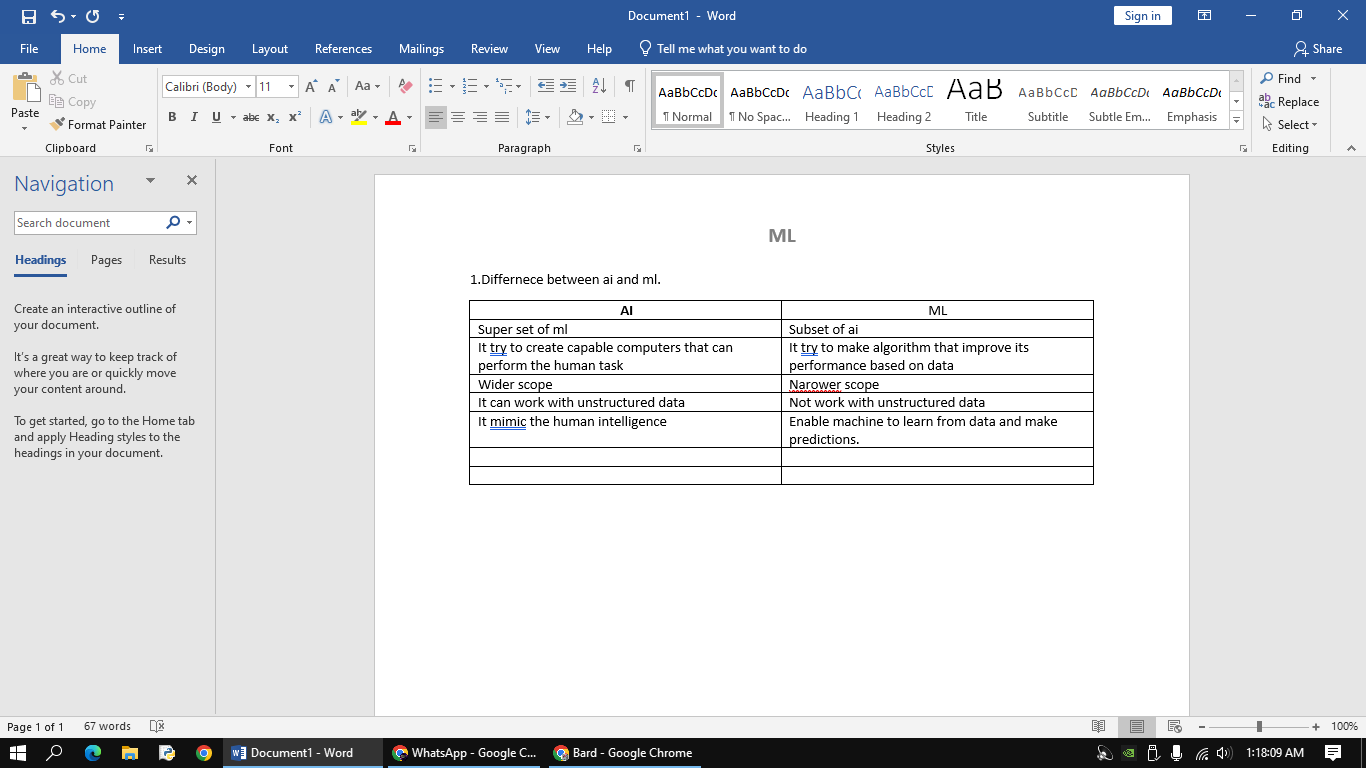 Document1 - Word
Sign in
File Home Insert Design Layout References Mailings Review View Help Tell me what you want to do Share
Paste
Cut
Copy
Format Painter
Clipboard
Calibri (Body) 11 A A Aa
B I U abc x₂ x² A ab A
Font
Paragraph
AaBbCcDc AaBbCcDc AaBbCc AaBbCcD AaB AaBbCcD AaBbCcDc AaBbCcDc
¶ Normal ¶ No Spac... Heading 1 Heading 2 Title Subtitle Subtle Em... Emphasis
Styles
Find
Replace
Select
Editing
Navigation
Search document
Headings Pages Results
Create an interactive outline of
your document.
It's a great way to keep track of
where you are or quickly move
your content around.
To get started, go to the Home tab
and apply Heading styles to the
headings in your document.
ML
1.Differnece between ai and ml.
AI ML
Super set of ml Subset of ai
It try to create capable computers that can
perform the human task
It try to make algorithm that improve its
performance based on data
Wider scope Narower scope
It can work with unstructured data Not work with unstructured data
It mimic the human intelligence
Enable machine to learn from data and make
predictions.
Page 1 of 1 67 words 100%
Document1 - Word WhatsApp - Google C... Bard - Google Chrome 1:18:09 AM